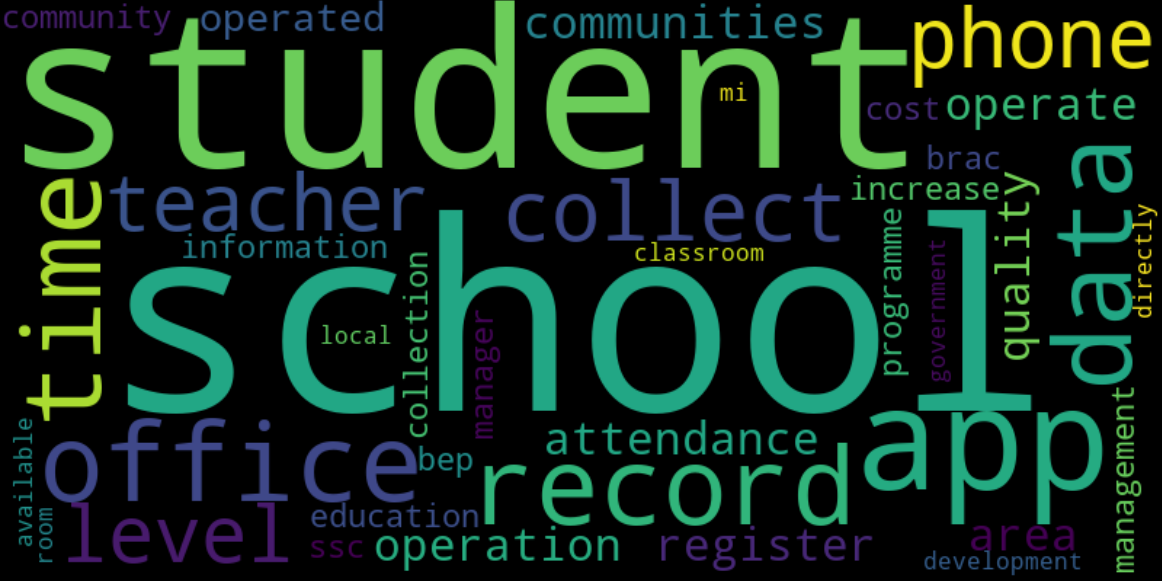 community
operated
communities
phone
student
mi
cost
operate
brac
time
teacher
collect
increase
quality
data
directly
information
classroom
programme
government
school
local
collection
manager
management
available
office
bep
attendance
app
record
room
level
education
ssc
operation
register
area
development